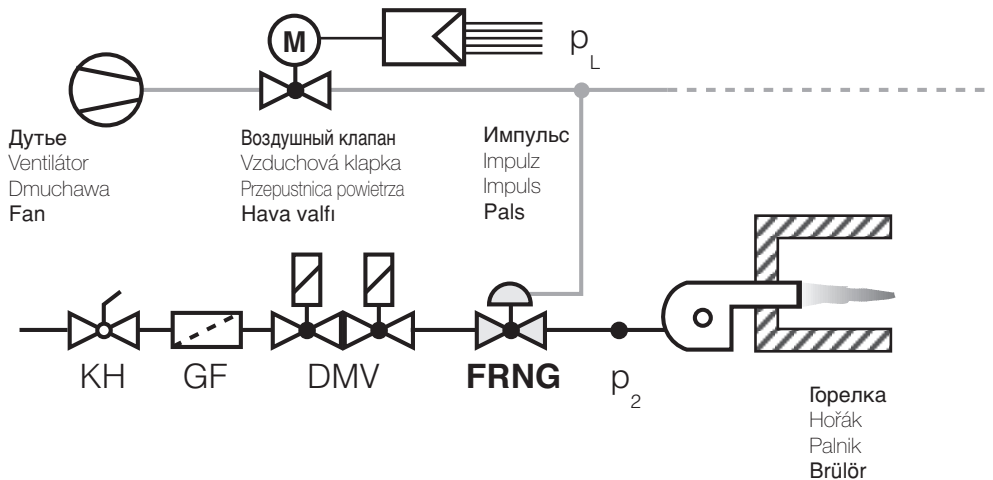 M
p L
Дутье
Ventilátor
Dmuchawa
Fan
Воздушный клапан
Vzduchová klapka
Przepustnica powietrza
Hava valfı
Импульс
Impulz
Impuls
Pals
KH
GF
DMV
FRNG
p 2
Горелка
Hořák
Palnik
Brülör